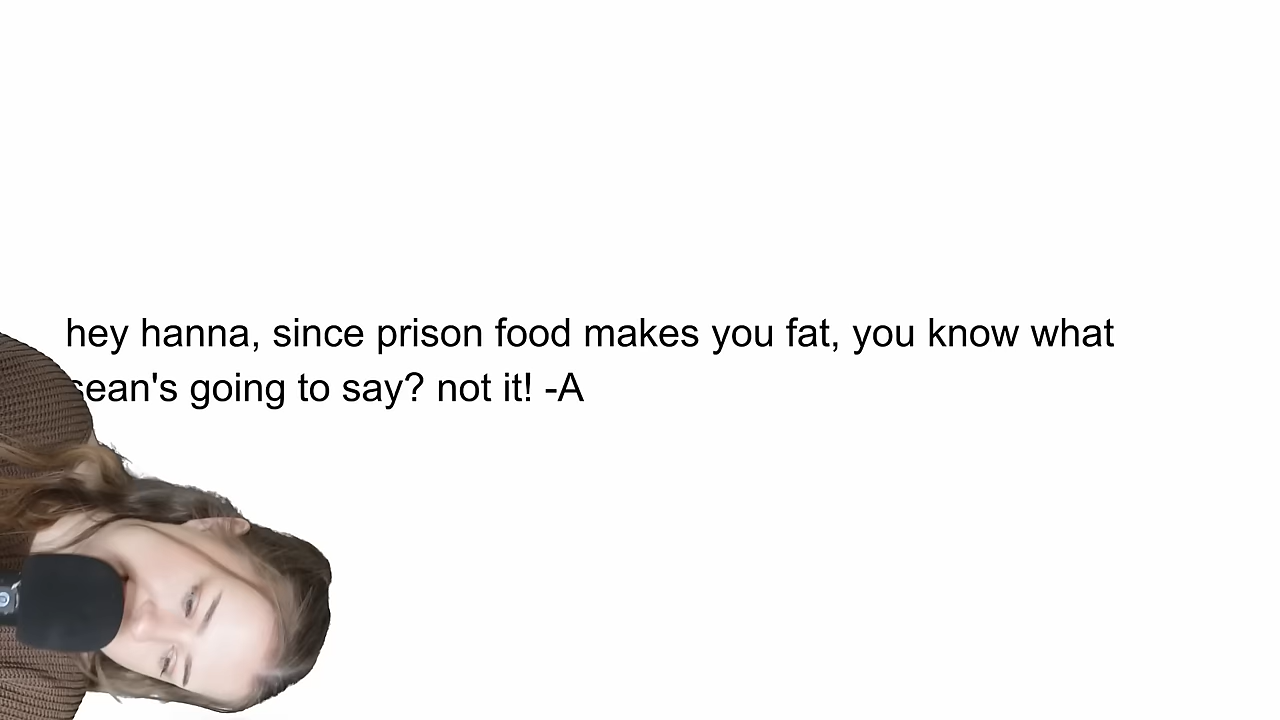 hey hanna, since prison food makes you fat, you know what
sean's going to say? not it! -A